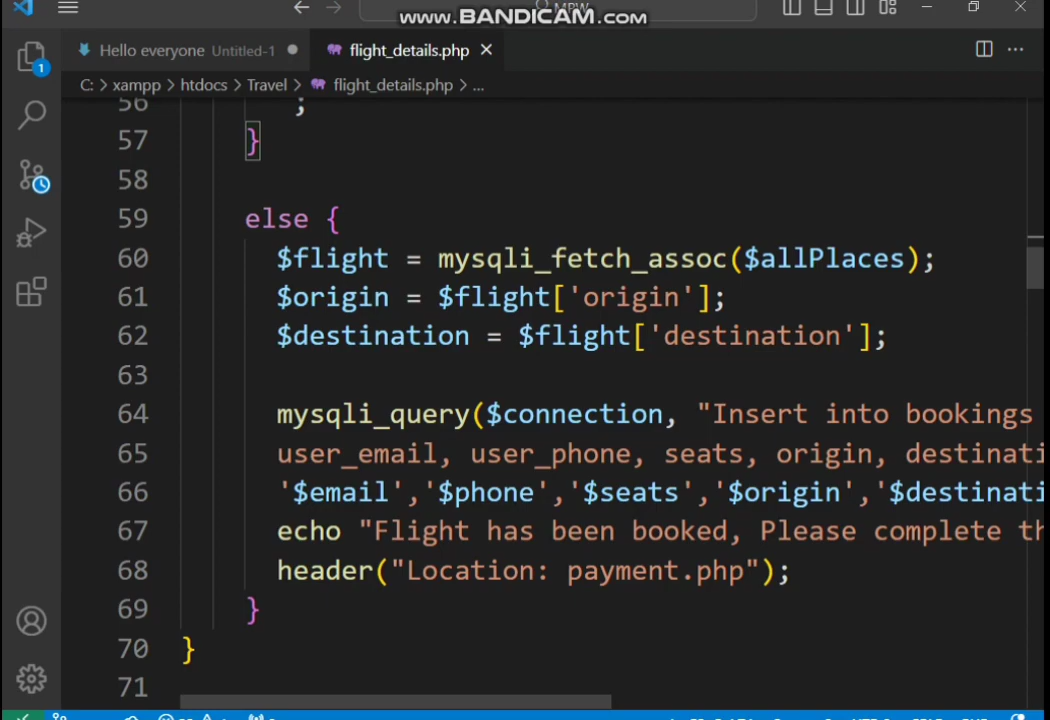 MPW
www.BANDICAM.com
Hello everyone Untitled-1
flight_details.php
C: > xampp > htdocs > Travel > flight_details.php > ...
1
56 ;
57 }
58
59 else {
60 $flight = mysqli_fetch_assoc($allPlaces);
61 $origin = $flight['origin'];
62 $destination = $flight['destination'];
63
64 mysqli_query($connection, "Insert into bookings
65 user_email, user_phone, seats, origin, destinati
66 '$email','$phone','$seats','$origin','$destinati
67 echo "Flight has been booked, Please complete th
68 header("Location: payment.php");
69 }
70 }
71